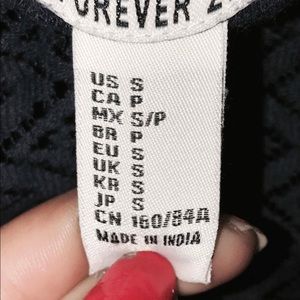 FOREVER 2
US S
CA P
MX S/P
BR P
EU S
UK S
KR S
JP S
CN 160/84A
MADE IN INDIA